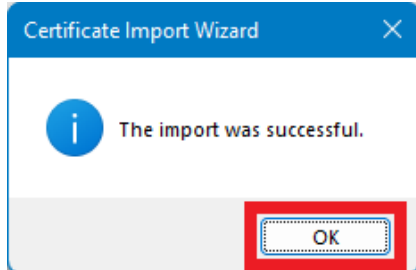 Certificate Import Wizard
The import was successful.
OK